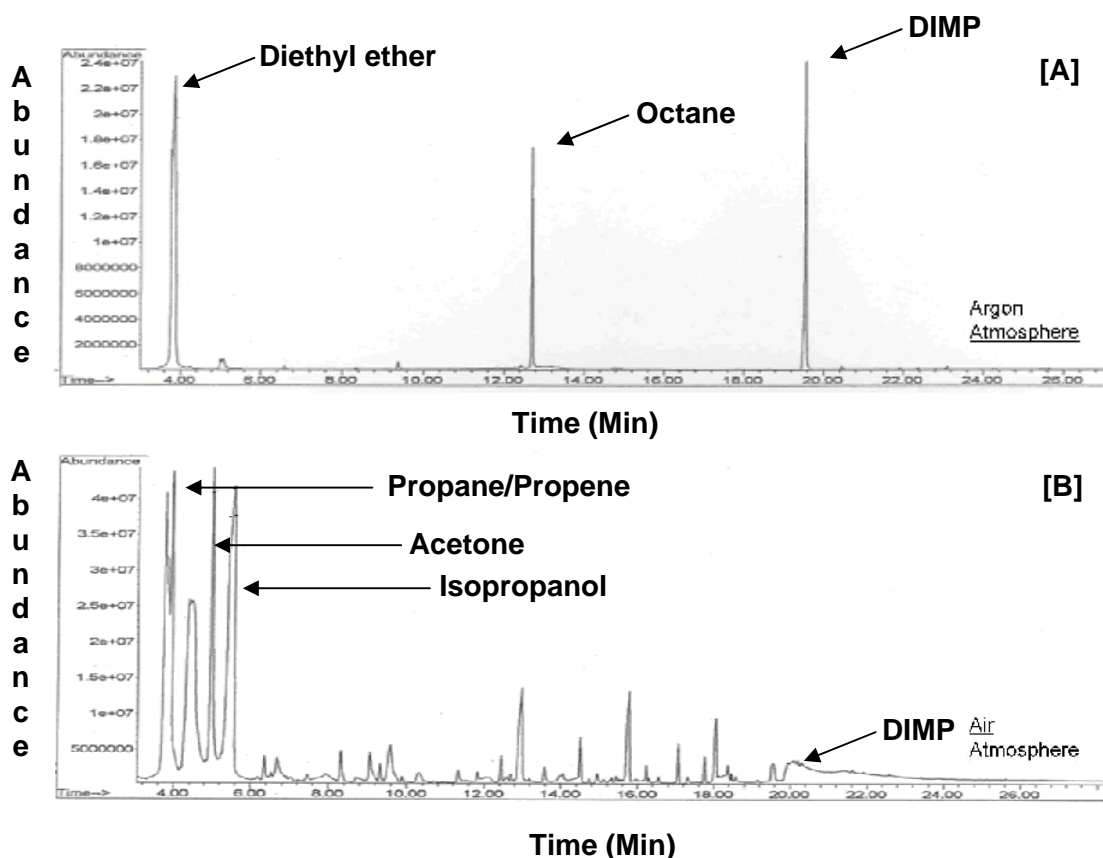 DIMP
[A]
Diethyl ether
Octane
Abundance
Abundance
2.4e+07
2.2e+07
2e+07
1.8e+07
1.6e+07
1.4e+07
1.2e+07
1e+07
8000000
6000000
4000000
2000000
Argon
Atmosphere
Time-->
4.00 6.00 8.00 10.00 12.00 14.00 16.00 18.00 20.00 22.00 24.00 26.00
Time (Min)
[B]
Propane/Propene
Acetone
Isopropanol
Abundance
Abundance
4e+07
3.5e+07
3e+07
2.5e+07
2e+07
1.5e+07
1e+07
5000000
DIMP
Air
Atmosphere
Time-->
4.00 6.00 8.00 10.00 12.00 14.00 16.00 18.00 20.00 22.00 24.00 26.00
Time (Min)